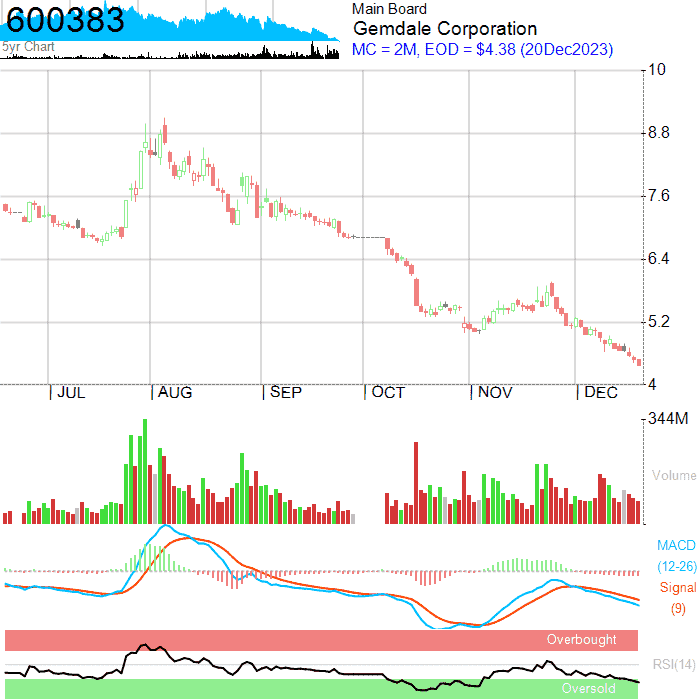 600383
5yr Chart
Main Board
Gemdale Corporation
MC = 2M, EOD = $4.38 (20Dec2023)
10
8.8
7.6
6.4
5.2
4
JUL
AUG
SEP
OCT
NOV
DEC
344M
Volume
MACD
(12-26)
Signal
(9)
Overbought
RSI(14)
Oversold